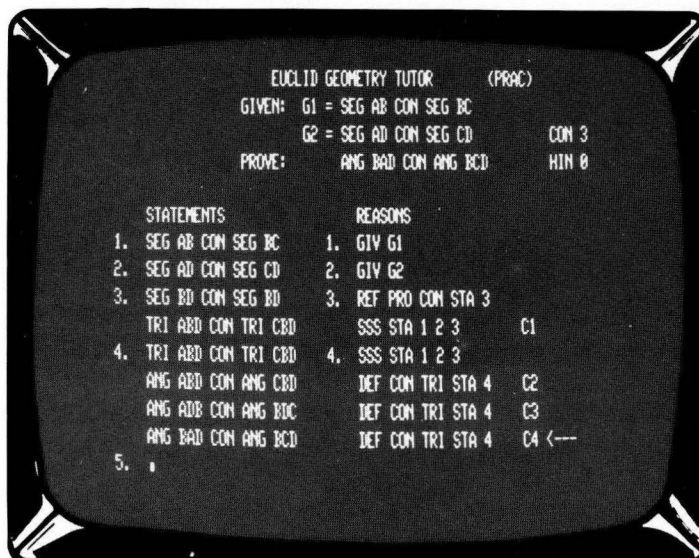 EUCLID GEOMETRY TUTOR (PRAC)
GIVEN: G1 = SEG AB CON SEG BC
G2 = SEG AD CON SEG CD CON 3
PROVE: ANG BAD CON ANG BCD HIN 0
STATEMENTS REASONS
1. SEG AB CON SEG BC 1. GIV G1
2. SEG AD CON SEG CD 2. GIV G2
3. SEG BD CON SEG BD 3. REF PRO CON STA 3
TRI ABD CON TRI CBD SSS STA 1 2 3 C1
4. TRI ABD CON TRI CBD 4. SSS STA 1 2 3
ANG ABD CON ANG CBD DEF CON TRI STA 4 C2
ANG ADB CON ANG BDC DEF CON TRI STA 4 C3
ANG BAD CON ANG BCD DEF CON TRI STA 4 C4 <---
5.